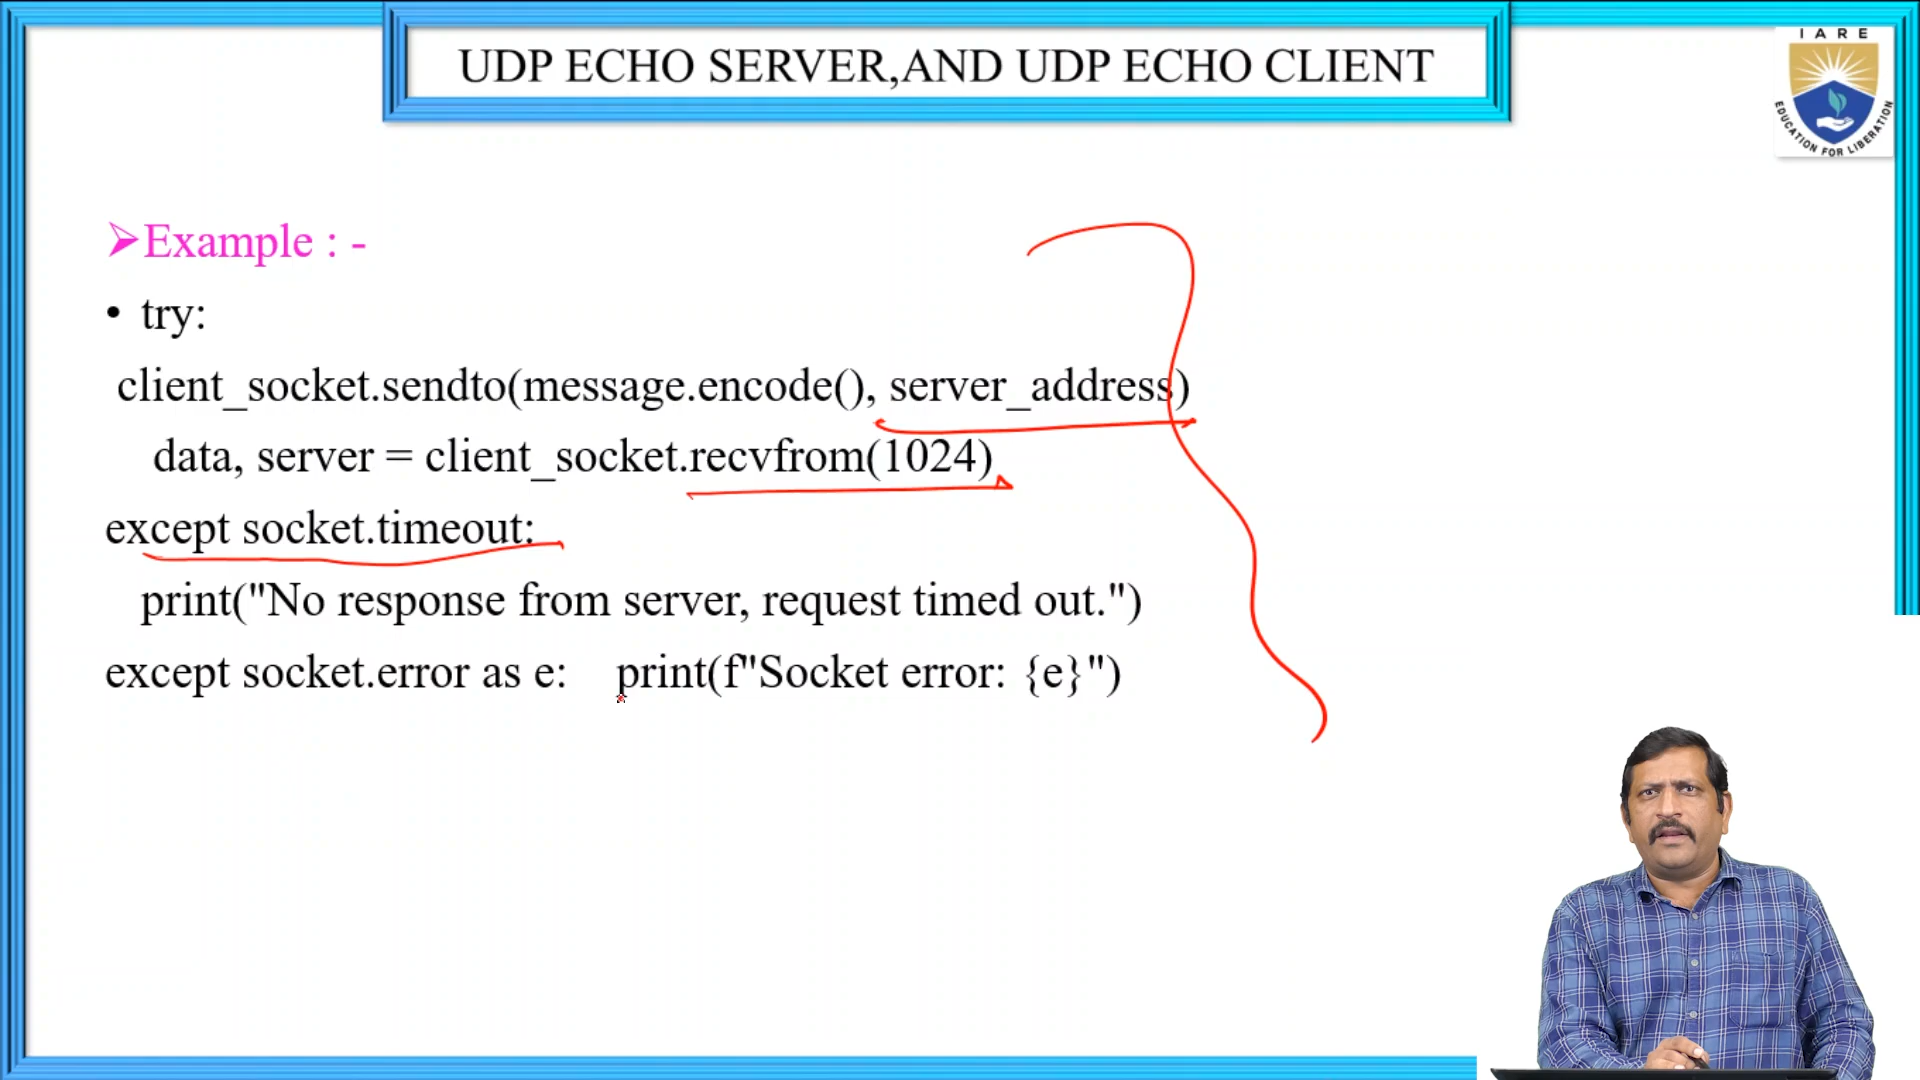 UDP ECHO SERVER,AND UDP ECHO CLIENT
IARE
EDUCATION FOR LIBERATION
➢Example : -
• try:
client_socket.sendto(message.encode(), server_address)
data, server = client_socket.recvfrom(1024)
except socket.timeout:
print("No response from server, request timed out.")
except socket.error as e: print(f"Socket error: {e}")